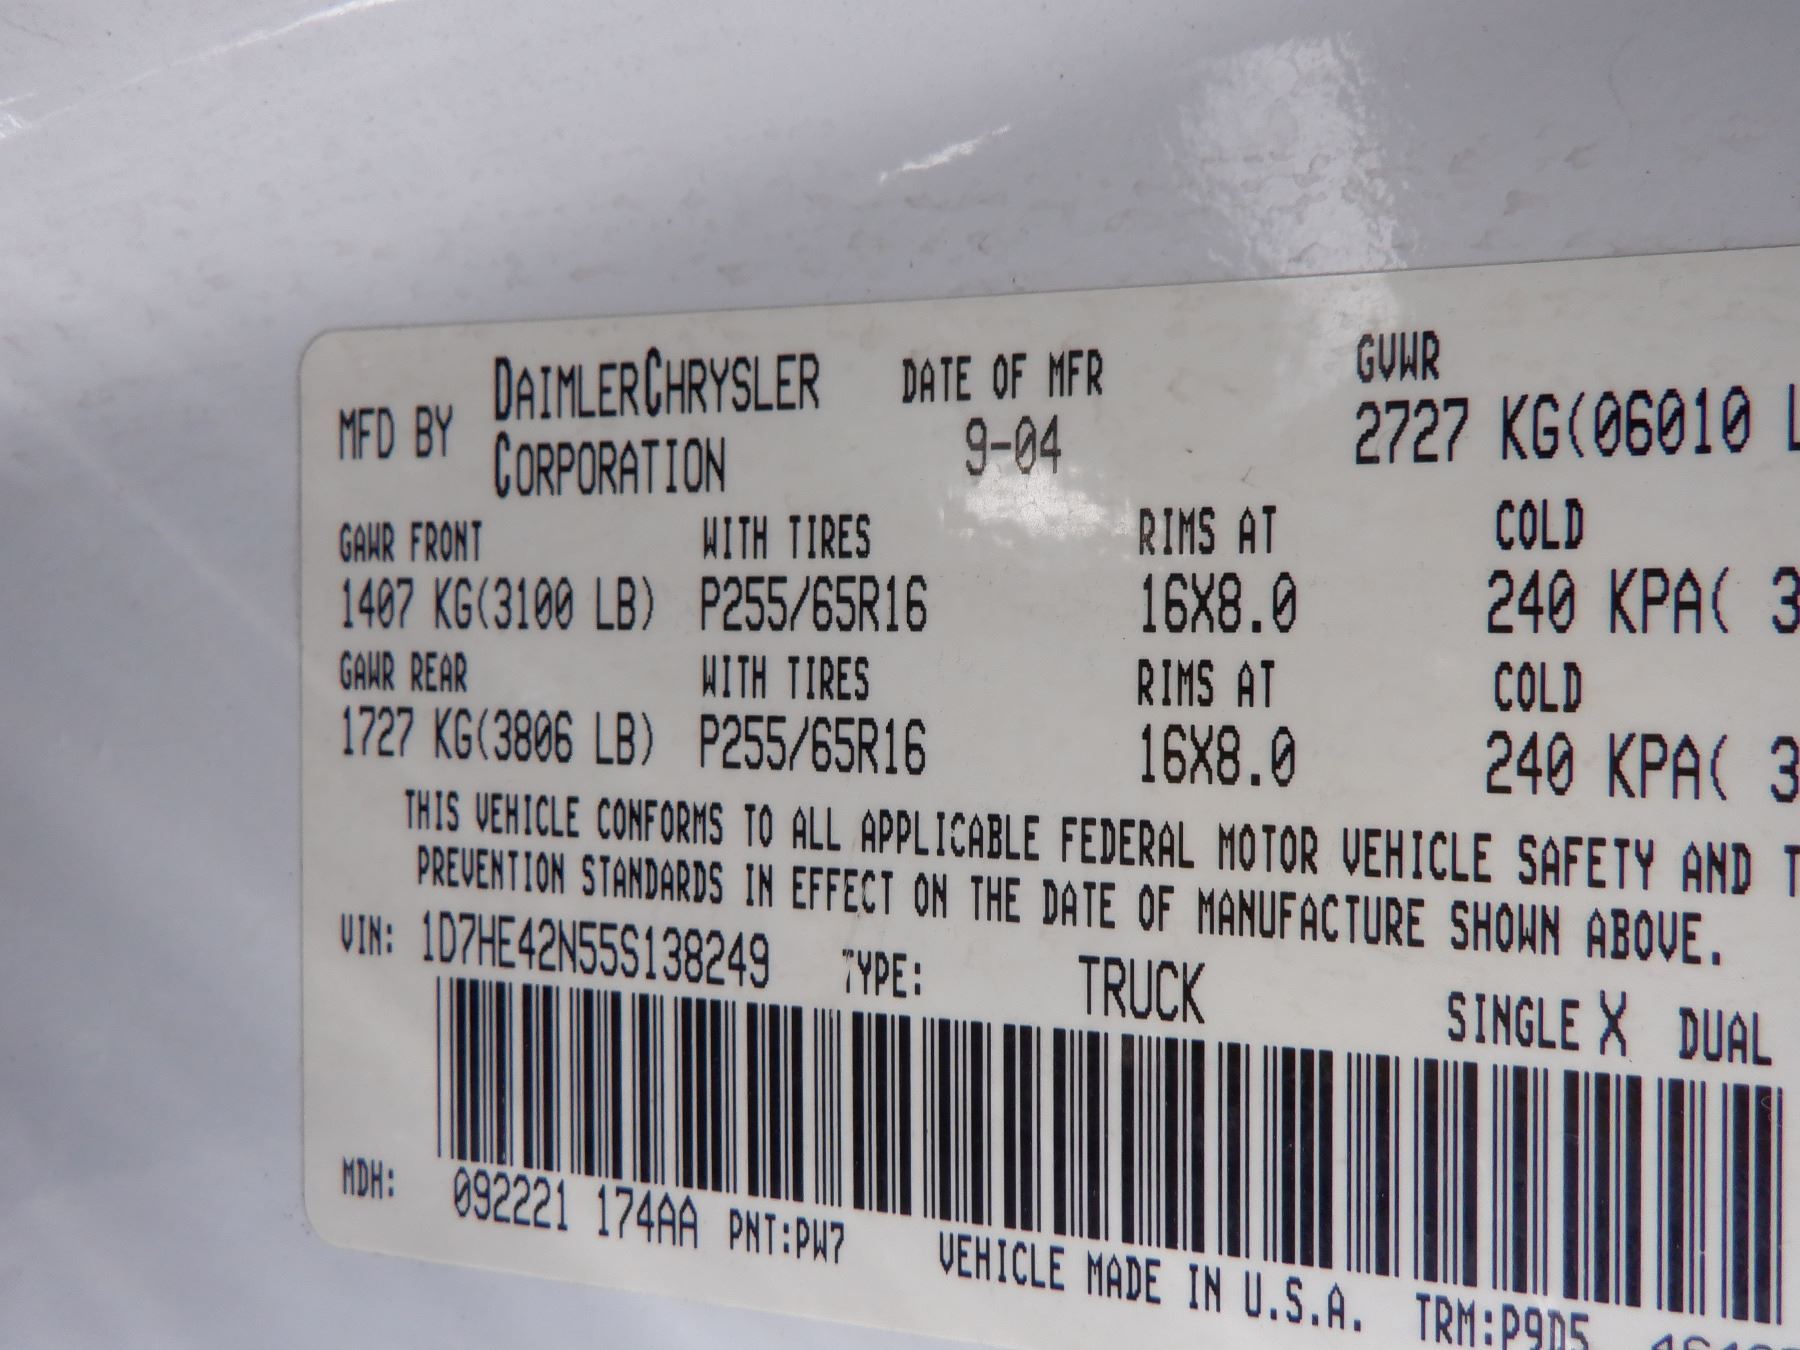 MFD BY DAIMLERCHRYSLER CORPORATION DATE OF MFR 9-04 GVWR 2727 KG(06010
GAWR FRONT WITH TIRES RIMS AT COLD
1407 KG(3100 LB) P255/65R16 16X8.0 240 KPA( 3
GAWR REAR WITH TIRES RIMS AT COLD
1727 KG(3806 LB) P255/65R16 16X8.0 240 KPA( 3
THIS VEHICLE CONFORMS TO ALL APPLICABLE FEDERAL MOTOR VEHICLE SAFETY AND
PREVENTION STANDARDS IN EFFECT ON THE DATE OF MANUFACTURE SHOWN ABOVE.
VIN: 1D7HE42N55S138249 TYPE: TRUCK SINGLE X DUAL
MDH: 092221 174AA PNT:PW7 VEHICLE MADE IN U.S.A. TRM:P9D5